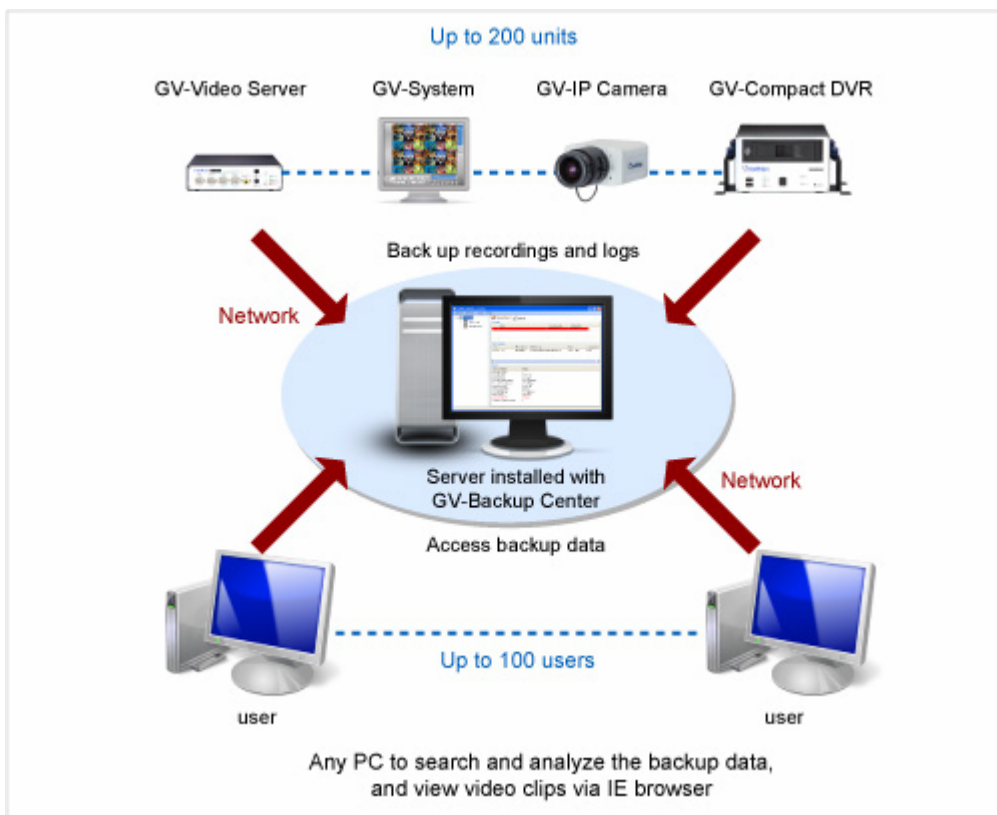 Up to 200 units
GV-Video Server
GV-System
GV-IP Camera
GV-Compact DVR
Back up recordings and logs
Network
Server installed with
GV-Backup Center
Network
Access backup data
Up to 100 users
user
user
Any PC to search and analyze the backup data,
and view video clips via IE browser